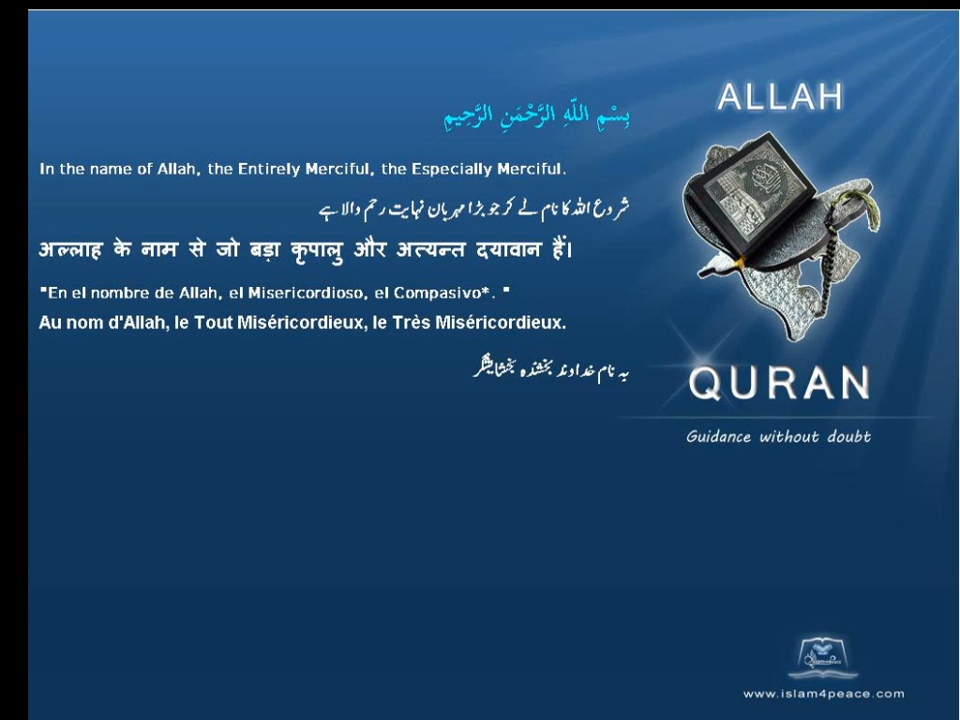 بِسْمِ اللّهِ الرَّحْمَنِ الرَّحِيمِ
In the name of Allah, the Entirely Merciful, the Especially Merciful.
شروع الله کا نام لے کر جو بڑا مہربان نہایت رحم والا ہے
अल्लाह के नाम से जो बड़ा कृपालु और अत्यन्त दयावान हैं।
"En el nombre de Allah, el Misericordioso, el Compasivo*. "
Au nom d'Allah, le Tout Miséricordieux, le Très Miséricordieux.
به نام خداوند بخشنده بخشایشگر
ALLAH
QURAN
Guidance without doubt
www.islam4peace.com